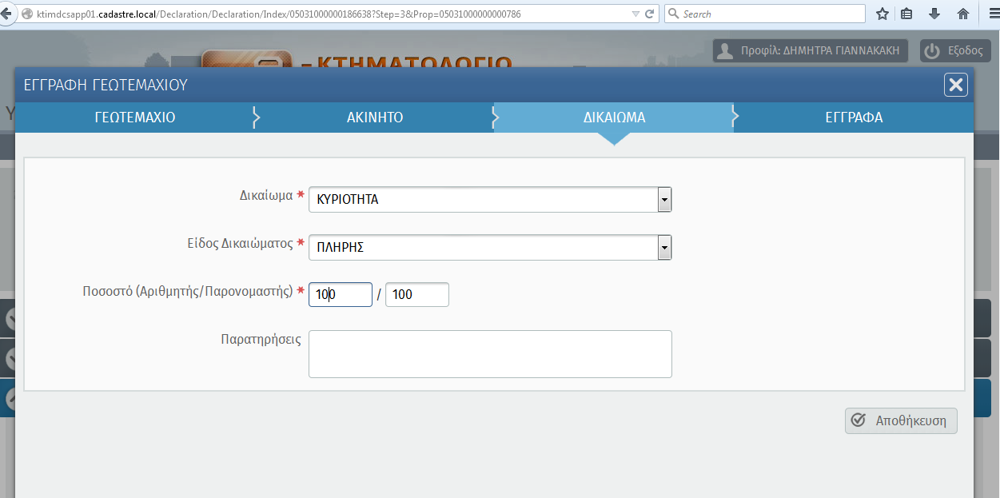 ktimdcsapp01.cadastre.local/Declaration/Declaration/Index/05031000000186638?Step=3&Prop=05031000000000786
Search
– ΚΤΗΜΑΤΟΛΟΓΙΟ
Προφίλ: ΔΗΜΗΤΡΑ ΓΙΑΝΝΑΚΑΚΗ
Εξοδος
ΕΓΓΡΑΦΗ ΓΕΩΤΕΜΑΧΙΟΥ
ΓΕΩΤΕΜΑΧΙΟ
ΑΚΙΝΗΤΟ
ΔΙΚΑΙΩΜΑ
ΕΓΓΡΑΦΑ
Δικαίωμα * ΚΥΡΙΟΤΗΤΑ
Είδος Δικαιώματος * ΠΛΗΡΗΣ
Ποσοστό (Αριθμητής/Παρονομαστής) * 100 / 100
Παρατηρήσεις
Αποθήκευση